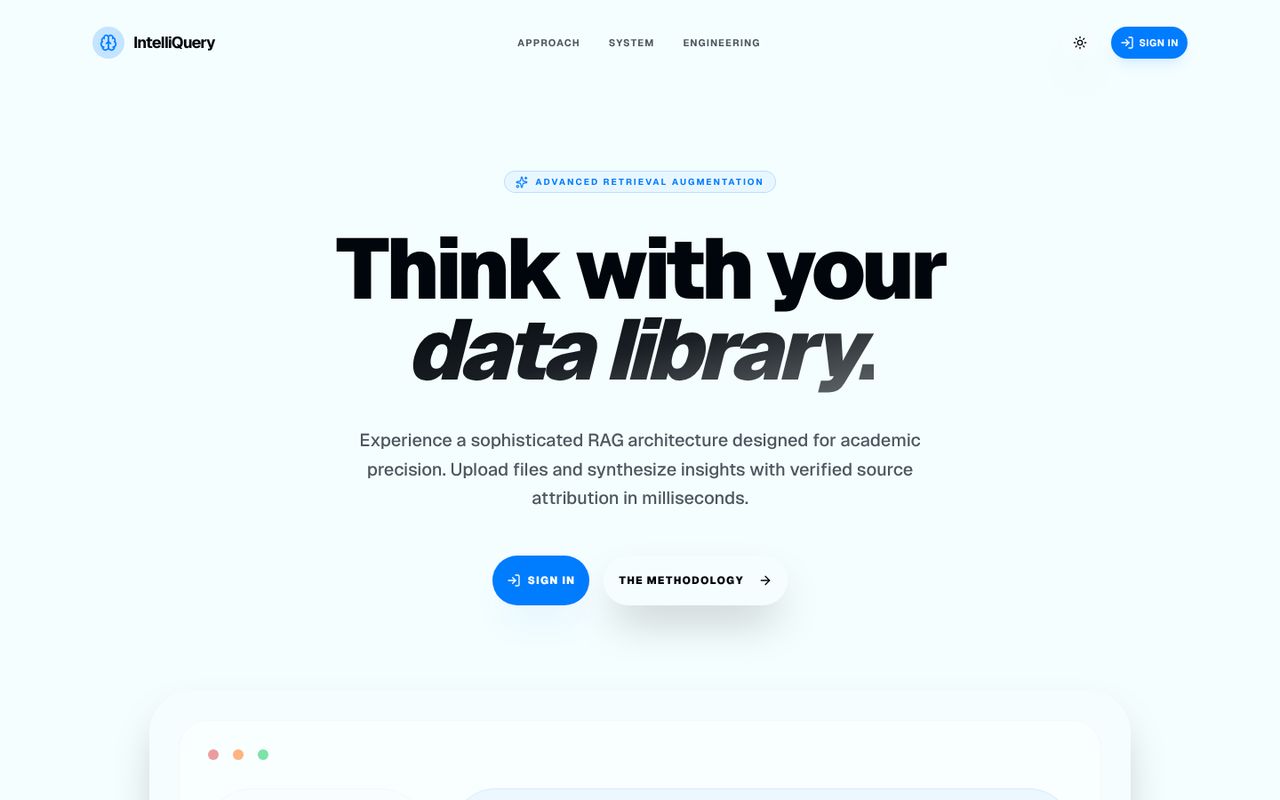 IntelliQuery
APPROACH
SYSTEM
ENGINEERING
SIGN IN
ADVANCED RETRIEVAL AUGMENTATION
Think with your
data library.
Experience a sophisticated RAG architecture designed for academic
precision. Upload files and synthesize insights with verified source
attribution in milliseconds.
SIGN IN
THE METHODOLOGY